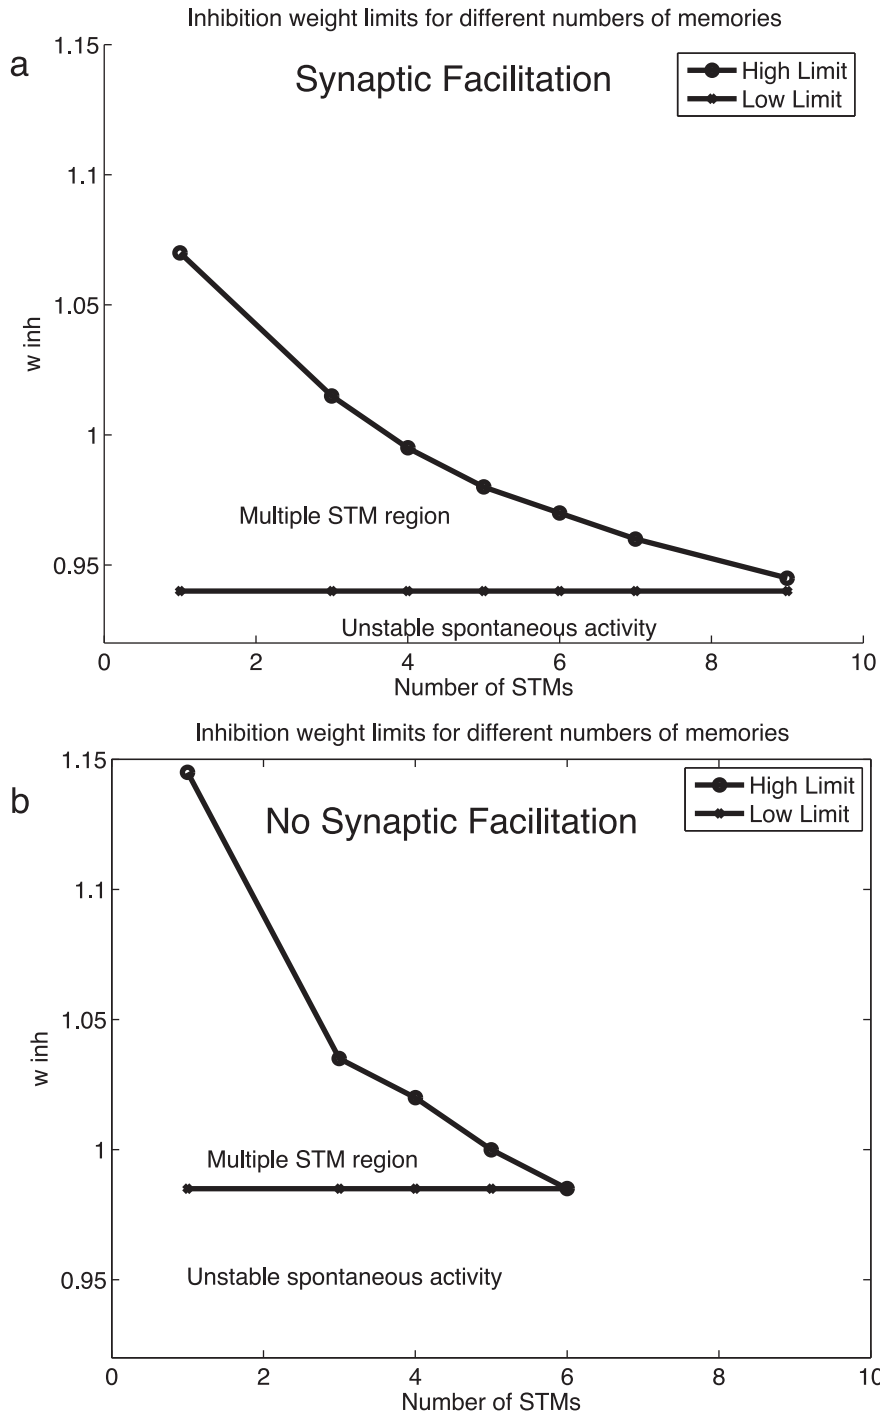 Inhibition weight limits for different numbers of memories
a
Synaptic Facilitation
High Limit
Low Limit
1.15
1.1
1.05
1
0.95
w inh
Multiple STM region
Unstable spontaneous activity
0 2 4 6 8 10
Number of STMs
Inhibition weight limits for different numbers of memories
b
No Synaptic Facilitation
High Limit
Low Limit
1.15
1.1
1.05
1
0.95
w inh
Multiple STM region
Unstable spontaneous activity
0 2 4 6 8 10
Number of STMs